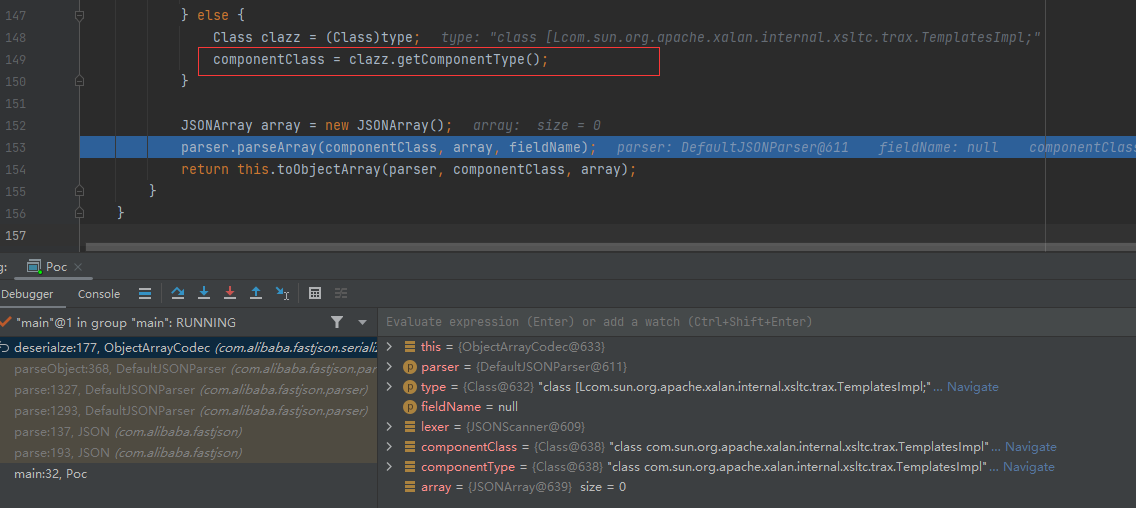 147 } else {
148 Class clazz = (Class)type; type: "class [Lcom.sun.org.apache.xalan.internal.xsltc.trax.TemplatesImpl;"
149 componentClass = clazz.getComponentType();
150 }
151
152 JSONArray array = new JSONArray(); array: size = 0
153 parser.parseArray(componentClass, array, fieldName); parser: DefaultJSONParser@611 fieldName: null componentClas
154 return this.toObjectArray(parser, componentClass, array);
155 }
156 }
157
g: Poc ×
Debugger Console
"main"@1 in group "main": RUNNING
Evaluate expression (Enter) or add a watch (Ctrl+Shift+Enter)
deserialze:177, ObjectArrayCodec (com.alibaba.fastjson.serializ
parseObject:368, DefaultJSONParser (com.alibaba.fastjson.par
parse:1327, DefaultJSONParser (com.alibaba.fastjson.parser)
parse:1293, DefaultJSONParser (com.alibaba.fastjson.parser)
parse:137, JSON (com.alibaba.fastjson)
parse:193, JSON (com.alibaba.fastjson)
main:32, Poc
this = {ObjectArrayCodec@633}
p parser = {DefaultJSONParser@611}
p type = {Class@632} "class [Lcom.sun.org.apache.xalan.internal.xsltc.trax.TemplatesImpl;"... Navigate
p fieldName = null
lexer = {JSONScanner@609}
componentClass = {Class@638} "class com.sun.org.apache.xalan.internal.xsltc.trax.TemplatesImpl"... Navigate
componentType = {Class@638} "class com.sun.org.apache.xalan.internal.xsltc.trax.TemplatesImpl"... Navigate
array = {JSONArray@639} size = 0